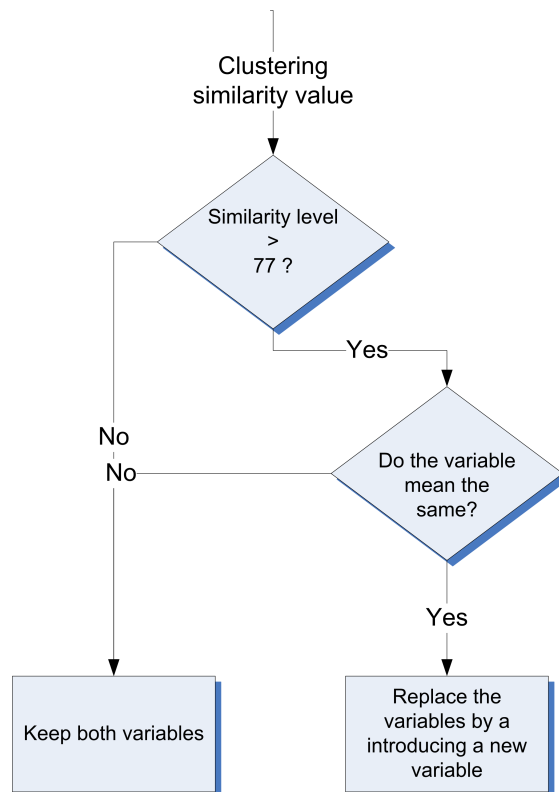 Clustering
similarity value
Similarity level
>
77 ?
Yes
No
No
Do the variable
mean the
same?
Yes
Keep both variables
Replace the
variables by a
introducing a new
variable